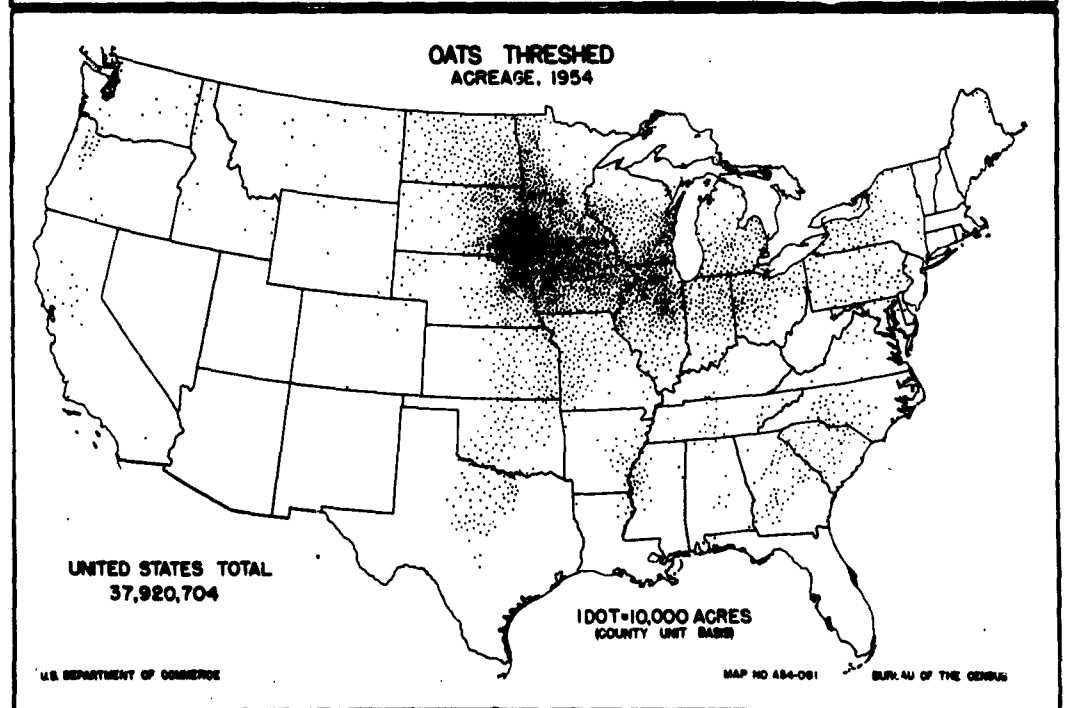 OATS THRESHED
ACREAGE, 1954
UNITED STATES TOTAL
37,920,704
1 DOT=10,000 ACRES
(COUNTY UNIT BASIS)
U.S. DEPARTMENT OF COMMERCE
MAP NO A54-061
BUREAU OF THE CENSUS